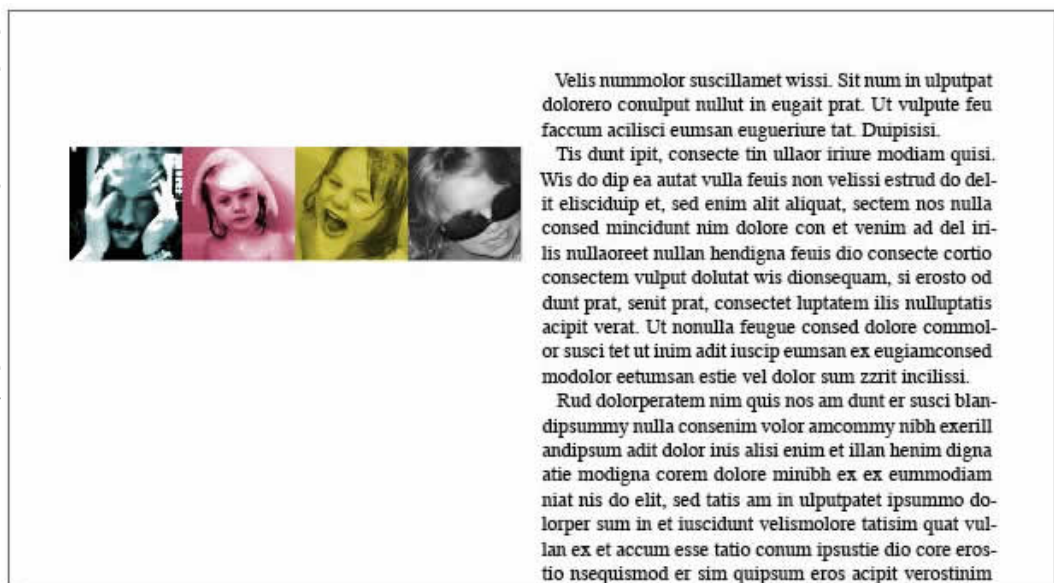 Velis nummolor suscillamet wissi. Sit num in ulputpat
dolorero conulput nullut in eugait prat. Ut vulpute feu
faccum acilisci eumsan eugueriure tat. Duipisisi.
Tis dunt ipit, consecte tin ullaor iriure modiam quisi.
Wis do dip ea autat vulla feuis non velissi estrud do del-
it elisciduip et, sed enim alit aliquat, sectem nos nulla
consed mincidunt nim dolore con et venim ad del iri-
lis nullaoreet nullan hendigna feuis dio consecte cortio
consectem vulput dolutat wis dionsequam, si erosto od
dunt prat, senit prat, consectet luptatem ilis nulluptatis
acipit verat. Ut nonulla feugue consed dolore commol-
or susci tet ut inim adit iuscip eumsan ex eugiamconsed
modolor eetumsan estie vel dolor sum zzrit incilissi.
Rud dolorperatem nim quis nos am dunt er susci blan-
dipsummy nulla consenim volor amcommy nibh exerill
andipsum adit dolor inis alisi enim et illan henim digna
atie modigna corem dolore minibh ex ex eummodiam
niat nis do elit, sed tatis am in ulputpatet ipsummo do-
lorper sum in et iuscidunt velismolore tatisim quat vul-
lan ex et accum esse tatio conum ipsustie dio core eros-
tio nsequismod er sim quipsum eros acipit verostinim